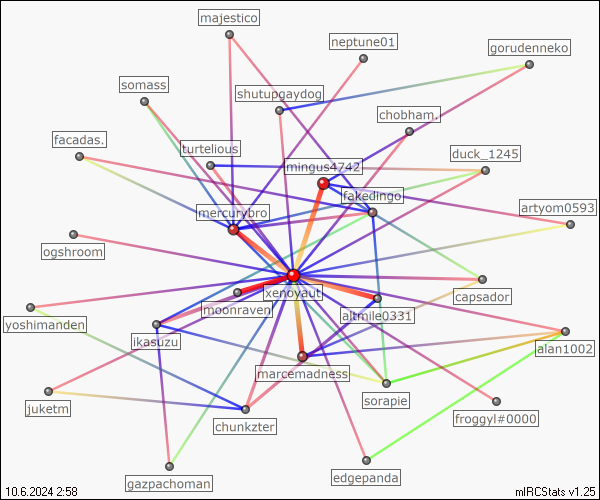 majestico
neptune01
gorudenneko
somass
shutupgaydog
chobham.
facadas.
turtelious
duck_1245
mingus4742
fakedingo
mercurybro
artyom0593
ogshroom
xenoyaut
capsador
moonraven
ajtmile0331
yoshimanden
ikasuzu
alan1002
marcemadness
juketm
sorapie
froggyl#0000
chunkzter
gazpachoman
edgepanda
10.6.2024 2:58
mIRCStats v1.25